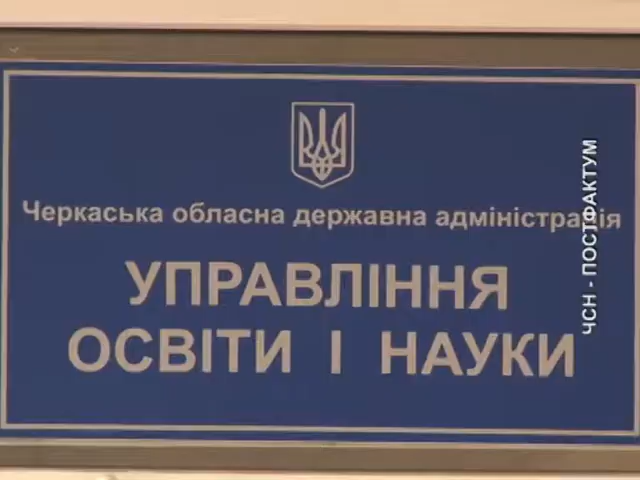 Черкаська обласна державна адміністрація
УПРАВЛІННЯ
ОСВІТИ І НАУКИ
ЧСН - ПОСТФАКТУМ